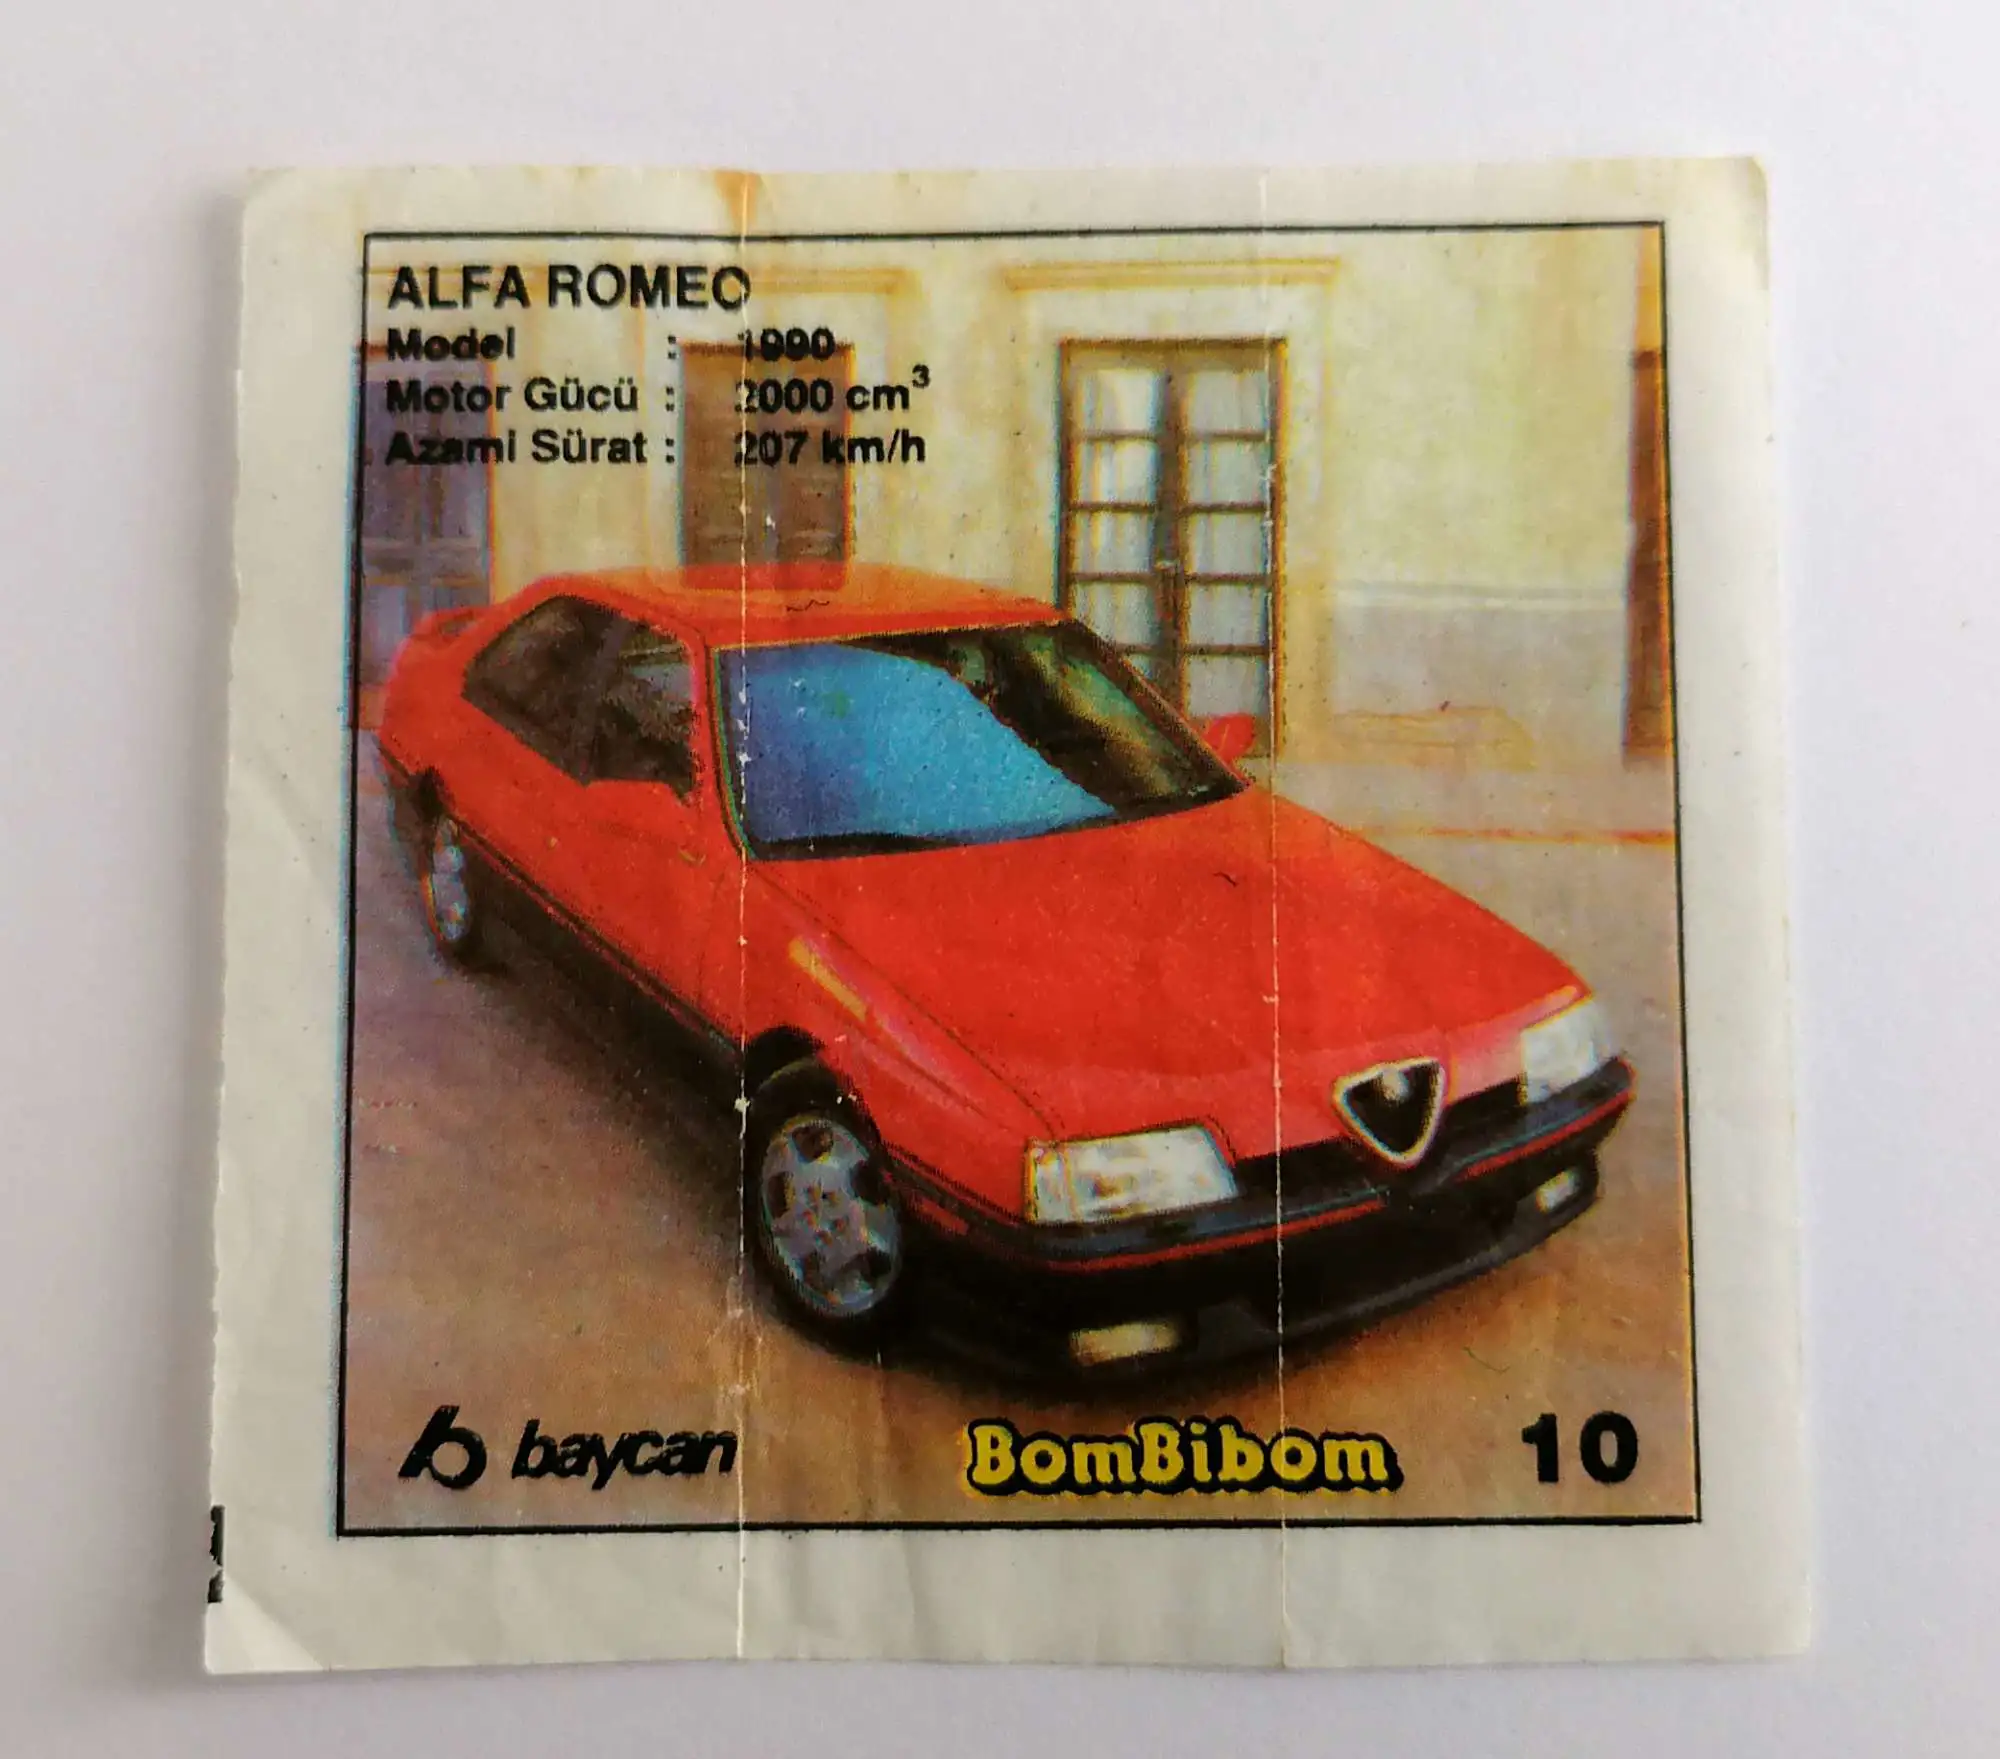 ALFA ROMEO
Model : 1990
Motor Gücü : 2000 cm³
Azami Sürat : 207 km/h
baycan
BomBibom
10